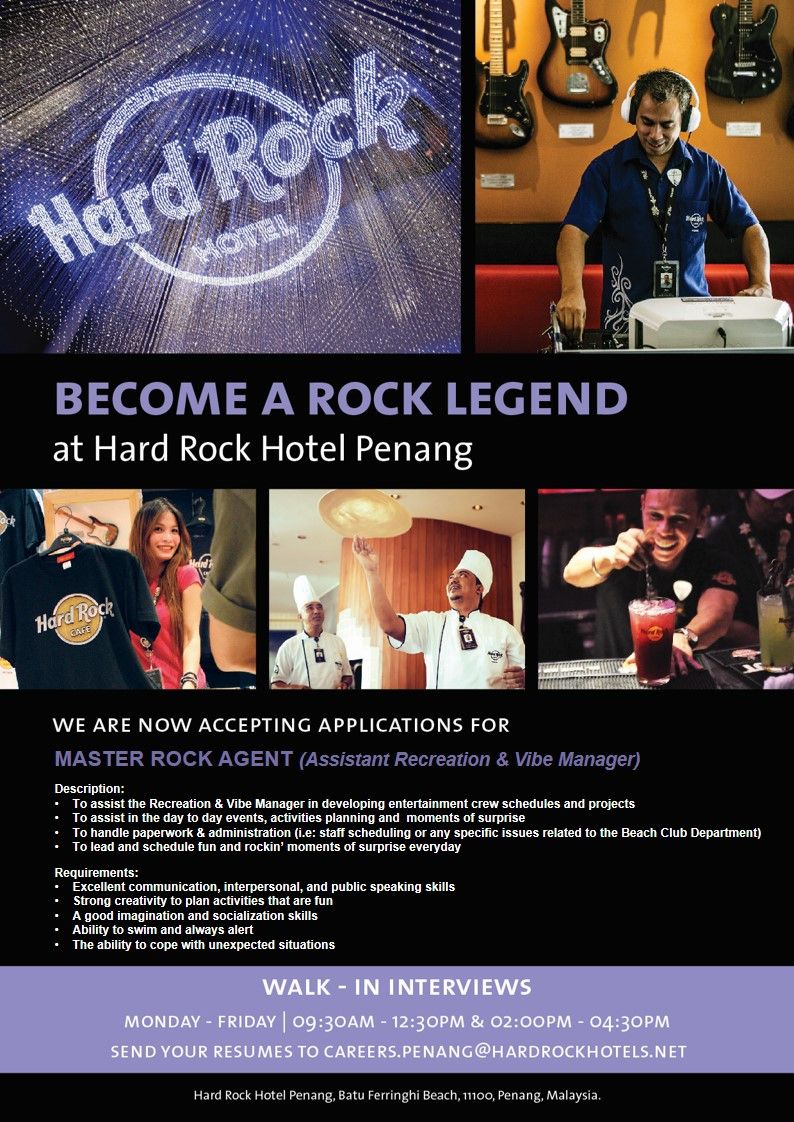 Hard Rock
HOTEL
BECOME A ROCK LEGEND
at Hard Rock Hotel Penang
Hard Rock
CAFE
WE ARE NOW ACCEPTING APPLICATIONS FOR
MASTER ROCK AGENT (Assistant Recreation & Vibe Manager)
Description:
• To assist the Recreation & Vibe Manager in developing entertainment crew schedules and projects
• To assist in the day to day events, activities planning and moments of surprise
• To handle paperwork & administration (i.e: staff scheduling or any specific issues related to the Beach Club Department)
• To lead and schedule fun and rockin' moments of surprise everyday
Requirements:
• Excellent communication, interpersonal, and public speaking skills
• Strong creativity to plan activities that are fun
• A good imagination and socialization skills
• Ability to swim and always alert
• The ability to cope with unexpected situations
WALK - IN INTERVIEWS
MONDAY - FRIDAY | 09:30AM - 12:30PM & 02:00PM - 04:30PM
SEND YOUR RESUMES TO CAREERS.PENANG@HARDROCKHOTELS.NET
Hard Rock Hotel Penang, Batu Ferringhi Beach, 11100, Penang, Malaysia.